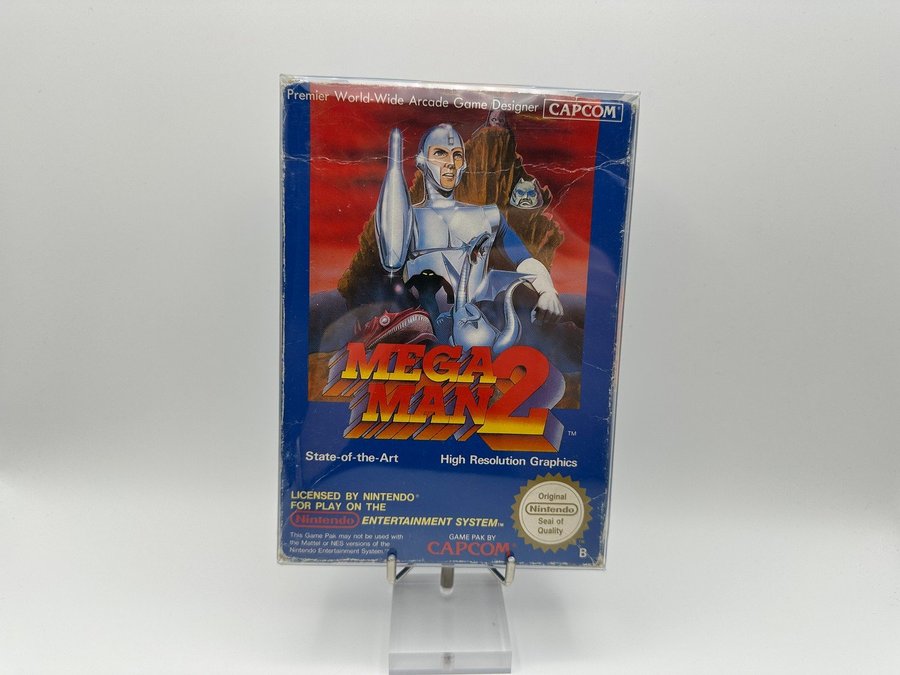 Premier World-Wide Arcade Game Designer CAPCOM®
MEGA
MAN 2
TM
State-of-the-Art High Resolution Graphics
LICENSED BY NINTENDO®
FOR PLAY ON THE
Nintendo ENTERTAINMENT SYSTEM™
This Game Pak may not be used with
the Mattel or NES versions of the
Nintendo Entertainment System™
GAME PAK BY
CAPCOM®
Original
Nintendo
Seal of
Quality
B